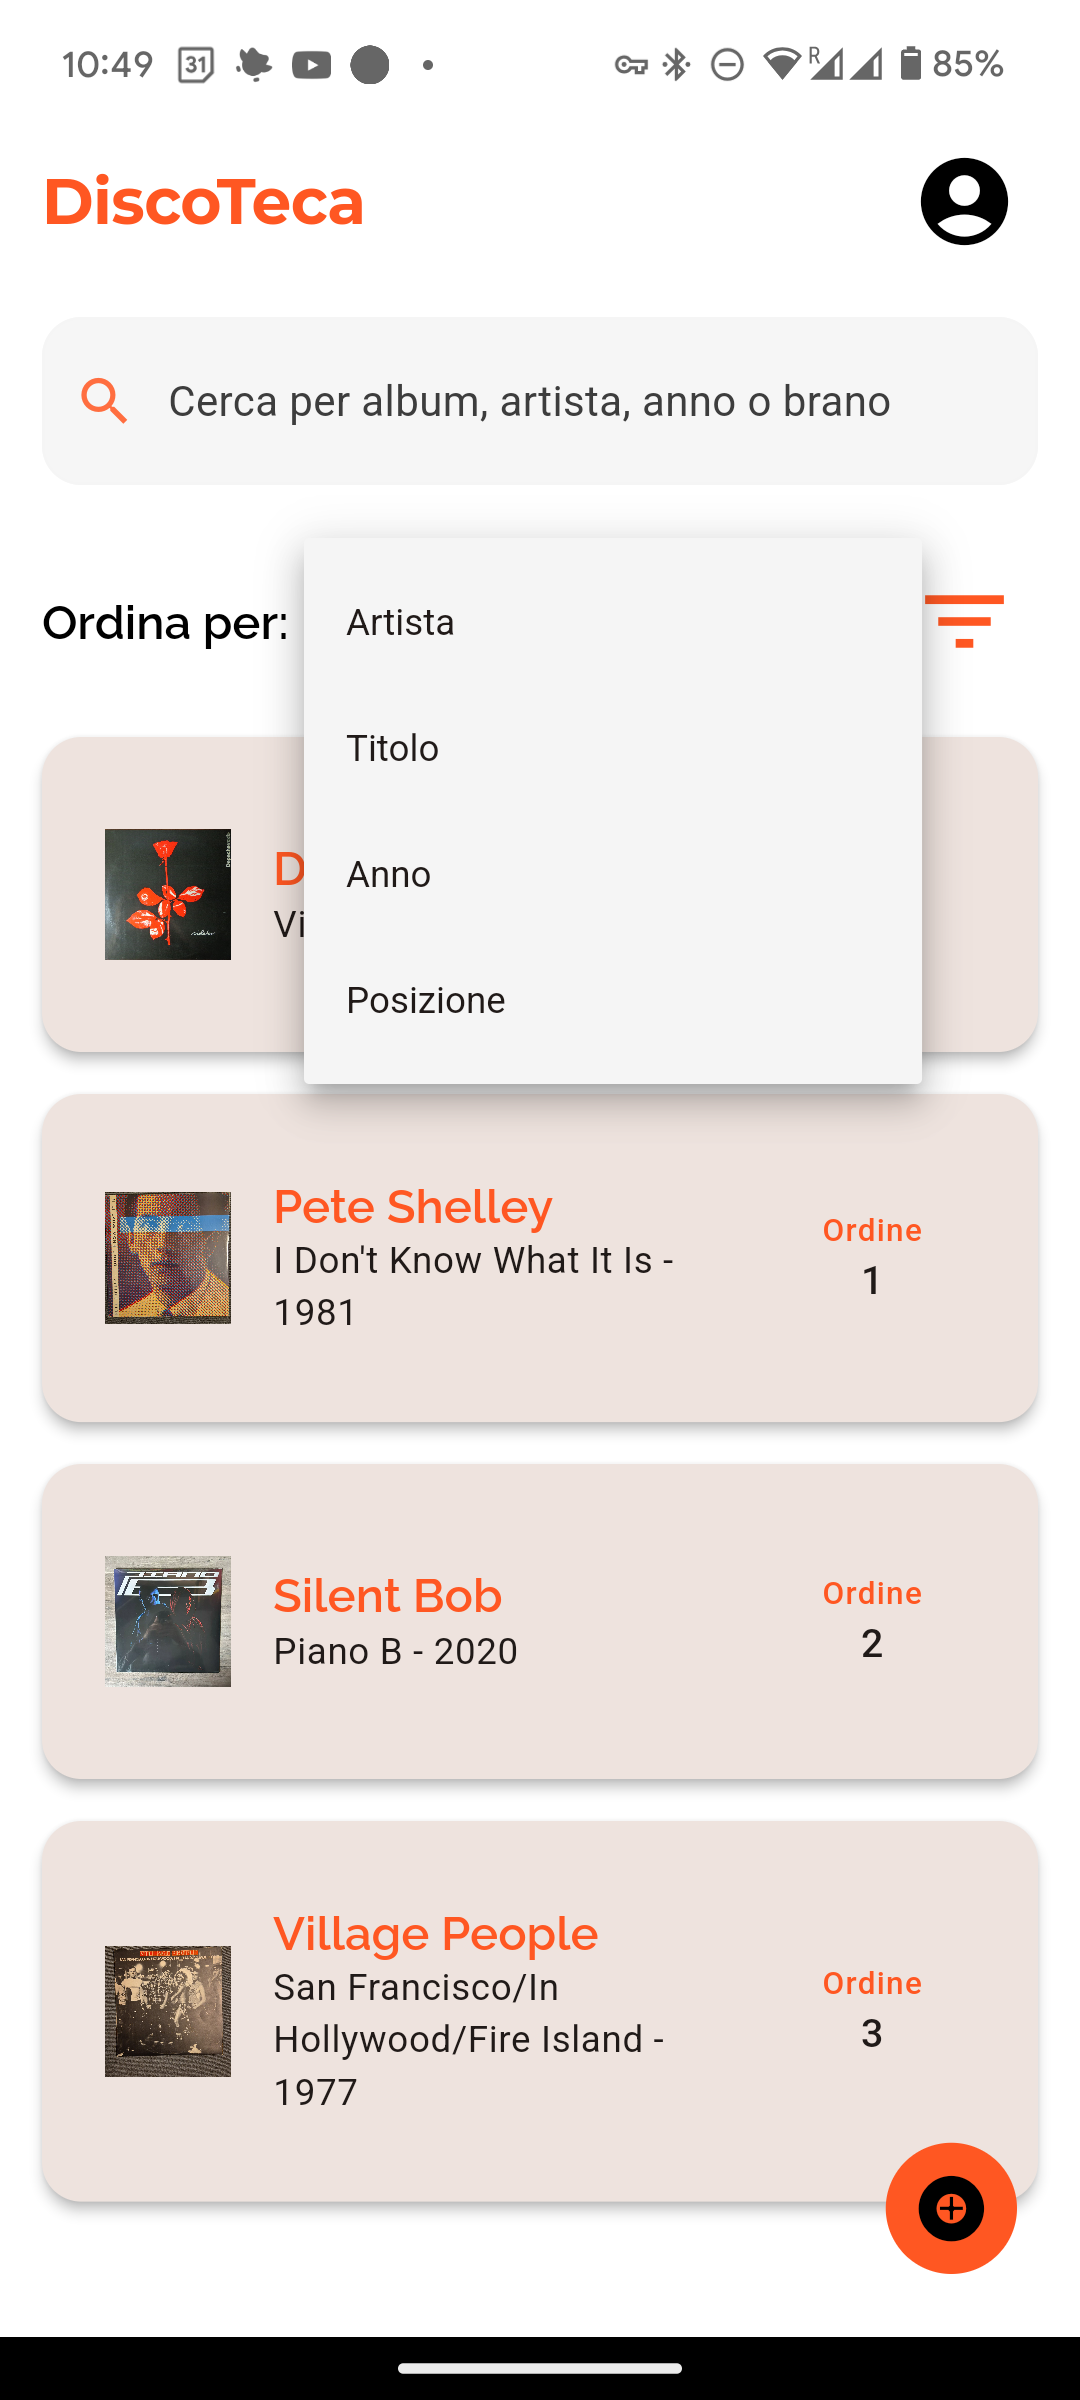 10:49 31 R 85%
DiscoTeca
Cerca per album, artista, anno o brano
Ordina per:
Artista
Titolo
Anno
Posizione
D
Vi
Pete Shelley
I Don't Know What It Is -
1981
Ordine
1
Silent Bob
Piano B - 2020
Ordine
2
Village People
San Francisco/In
Hollywood/Fire Island -
1977
Ordine
3